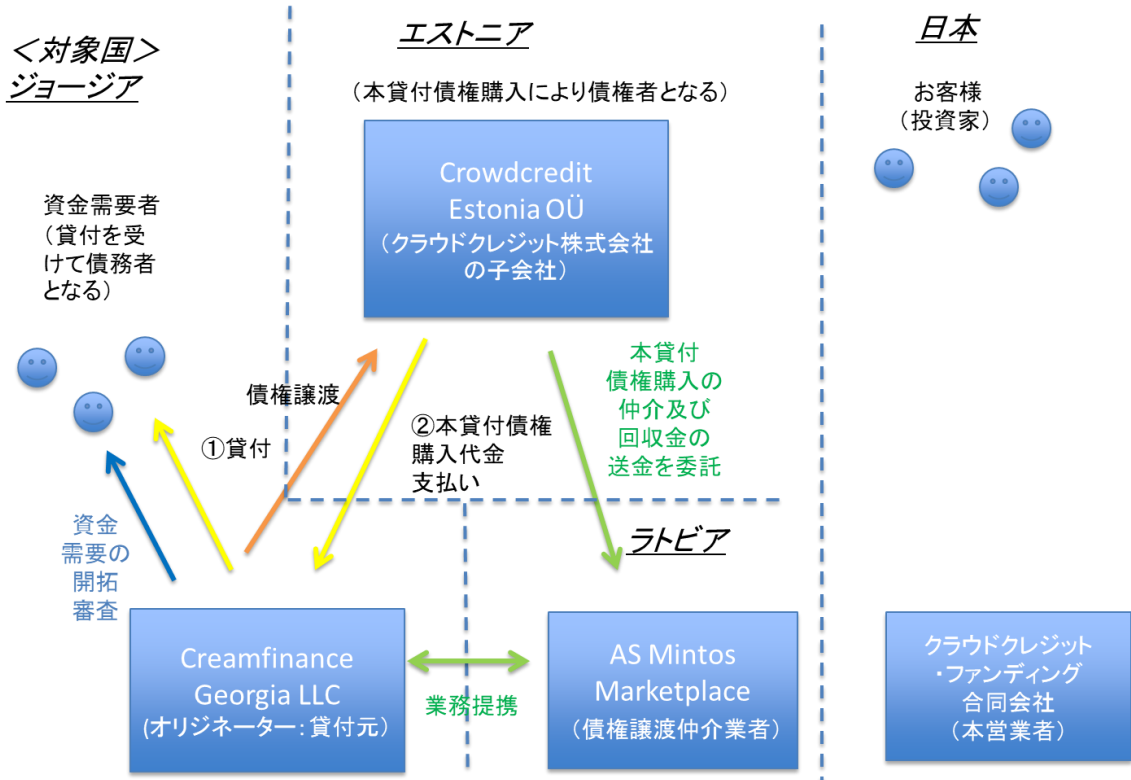 ＜対象国＞
ジョージア
エストニア
日本
（本貸付債権購入により債権者となる）
お客様
（投資家）
Crowdcredit
Estonia OÜ
（クラウドクレジット株式会社
の子会社）
資金需要者
（貸付を受
けて債務者
となる）
債権譲渡
①貸付
②本貸付債権
購入代金
支払い
本貸付
債権購入の
仲介及び
回収金の
送金を委託
資金
需要の
開拓
審査
ラトビア
Creamfinance
Georgia LLC
(オリジネーター：貸付元）
業務提携
AS Mintos
Marketplace
（債権譲渡仲介業者）
クラウドクレジット
・ファンディング
合同会社
（本営業者）